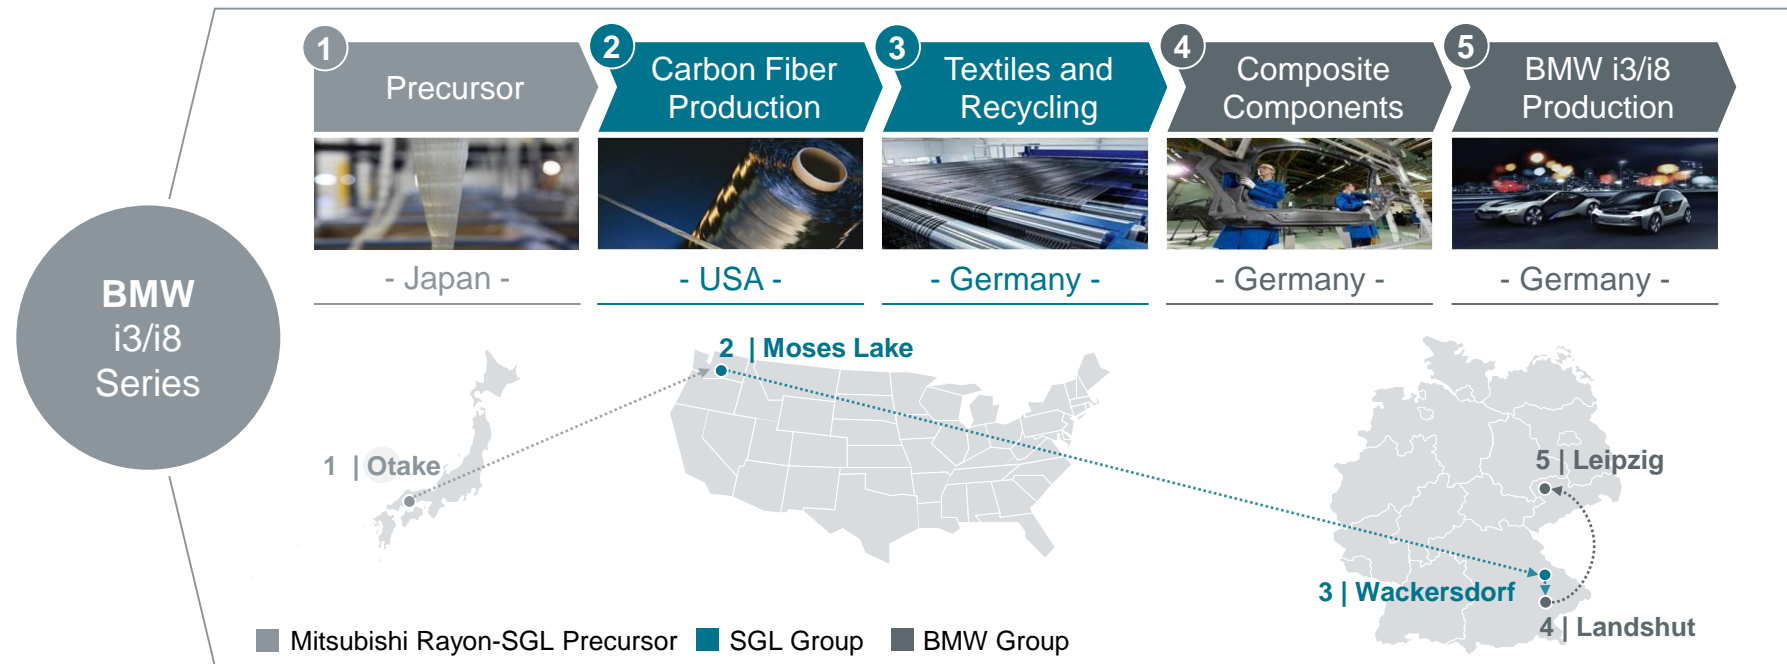 BMW
i3/i8
Series
1
Precursor
2
Carbon Fiber
Production
3
Textiles and
Recycling
4
Composite
Components
5
BMW i3/i8
Production
- Japan -
- USA -
- Germany -
- Germany -
- Germany -
1 | Otake
2 | Moses Lake
3 | Wackersdorf
4 | Landshut
5 | Leipzig
Mitsubishi Rayon-SGL Precursor
SGL Group
BMW Group